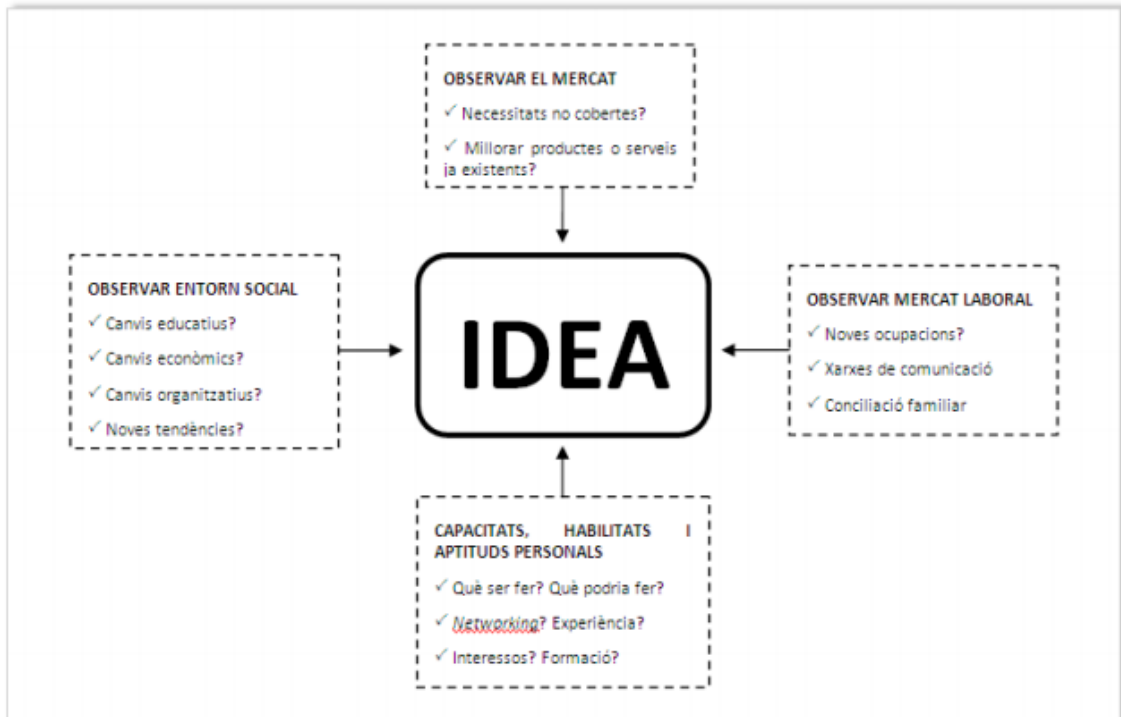 OBSERVAR EL MERCAT
✓ Necessitats no cobertes?
✓ Millorar productes o serveis
ja existents?
OBSERVAR ENTORN SOCIAL
✓ Canvis educatius?
✓ Canvis econòmics?
✓ Canvis organitzatius?
✓ Noves tendències?
IDEA
OBSERVAR MERCAT LABORAL
✓ Noves ocupacions?
✓ Xarxes de comunicació
✓ Conciliació familiar
CAPACITATS, HABILITATS I
APTITUDS PERSONALS
✓ Què ser fer? Què podria fer?
✓ Networking? Experiència?
✓ Interessos? Formació?